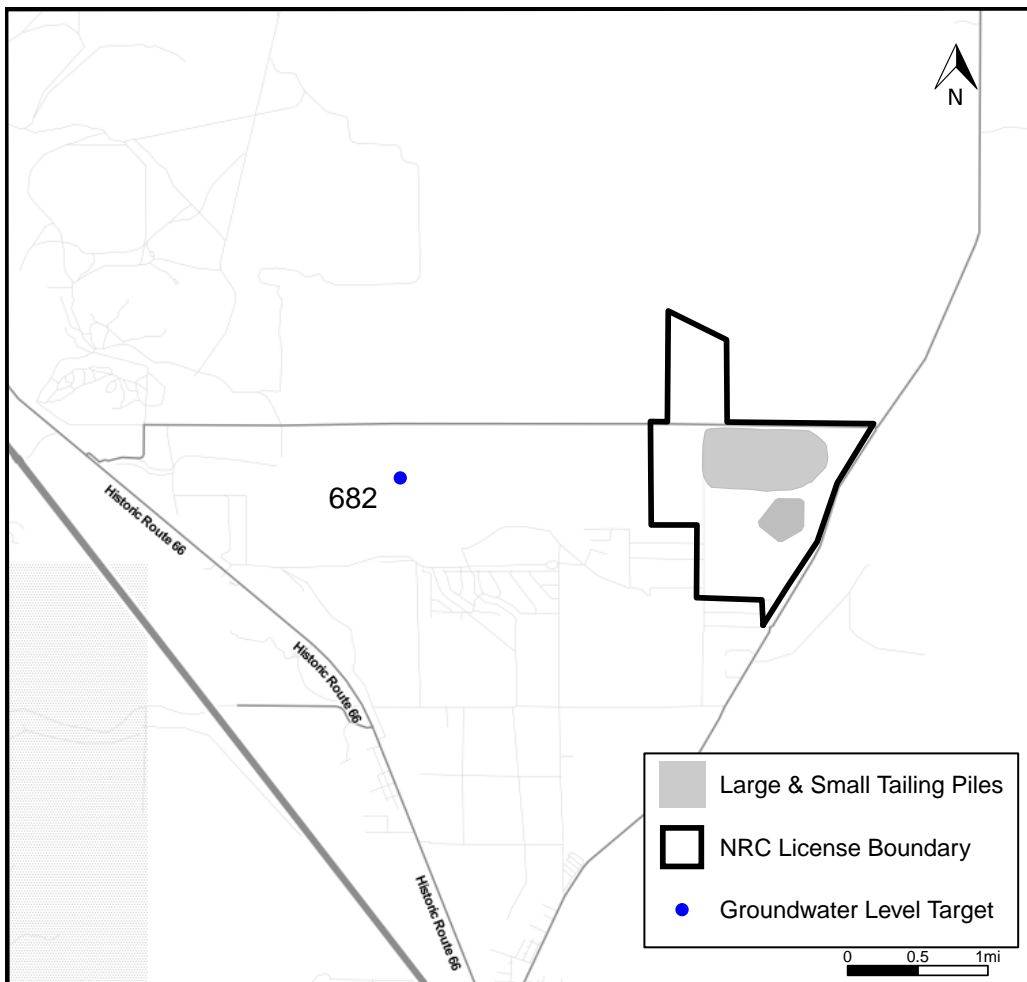 N
682
Historic Route 66
Historic Route 66
Historic Route 66
Large & Small Tailing Piles
NRC License Boundary
Groundwater Level Target
0 0.5 1mi